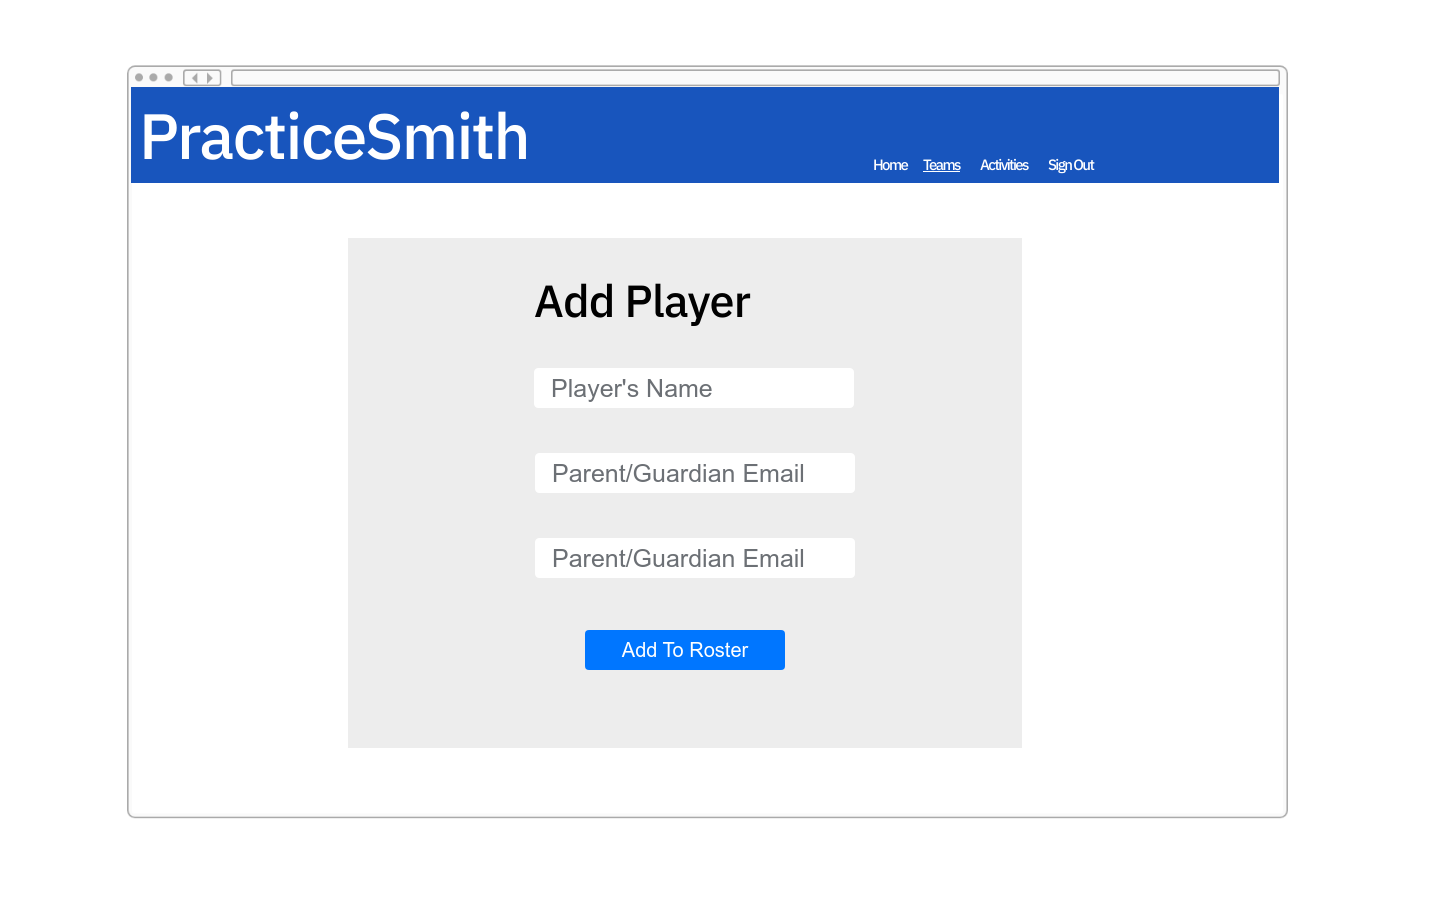 PracticeSmith
Home Teams Activities Sign Out
Add Player
Player's Name
Parent/Guardian Email
Parent/Guardian Email
Add To Roster